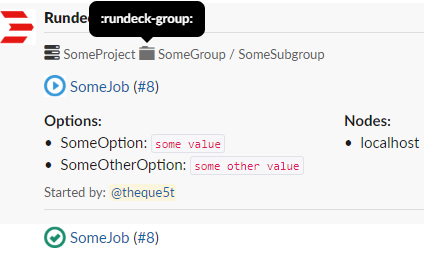 :rundeck-group:
Runde
SomeProject SomeGroup / SomeSubgroup
SomeJob (#8)
Options:
• SomeOption: some value
• SomeOtherOption: some other value
Nodes:
• localhost
Started by: @theque5t
SomeJob (#8)